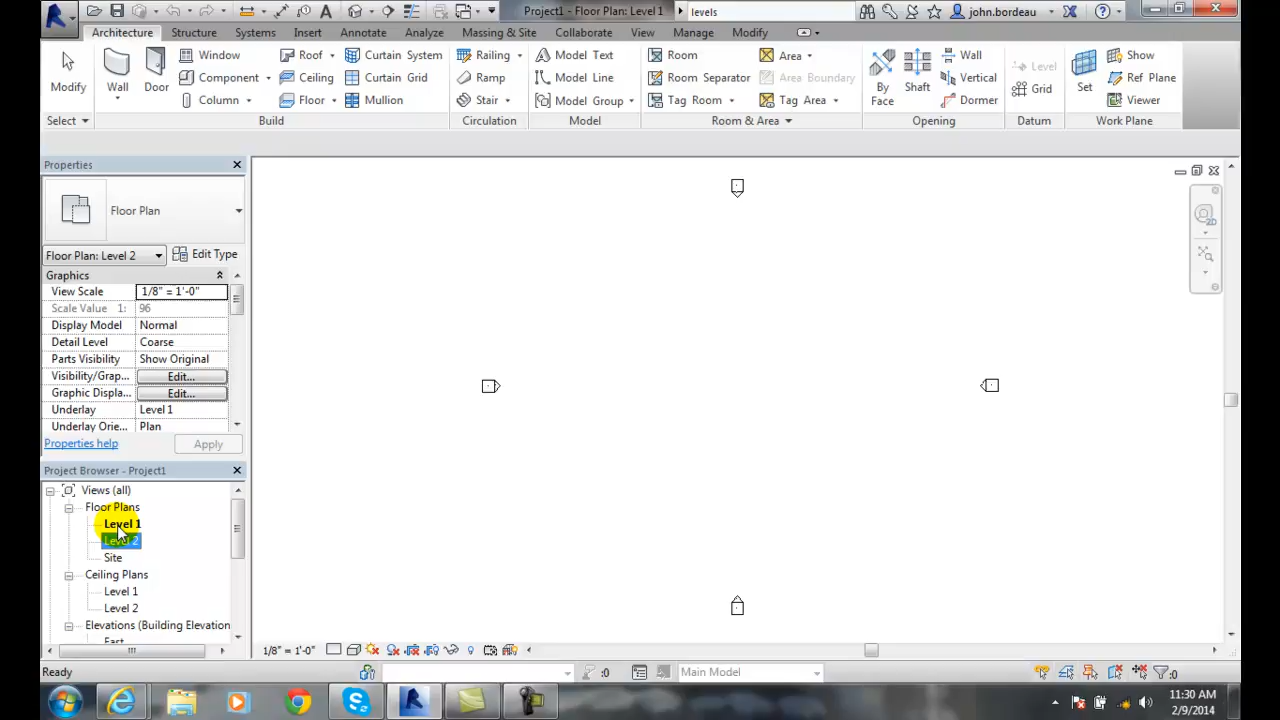 Project1 - Floor Plan: Level 1
levels
john.bordeau
Architecture Structure Systems Insert Annotate Analyze Massing & Site Collaborate View Manage Modify
Modify
Select
Wall
Door
Window
Component
Column
Roof
Ceiling
Floor
Curtain System
Curtain Grid
Mullion
Build
Railing
Ramp
Stair
Circulation
Model Text
Model Line
Model Group
Model
Room
Room Separator
Tag Room
Area
Area Boundary
Tag Area
Room & Area
By Face
Shaft
Wall
Vertical
Dormer
Opening
Level
Grid
Datum
Set
Show
Ref Plane
Viewer
Work Plane
Properties
Floor Plan
Floor Plan: Level 2 Edit Type
Graphics
View Scale 1/8" = 1'-0"
Scale Value 1: 96
Display Model Normal
Detail Level Coarse
Parts Visibility Show Original
Visibility/Grap... Edit...
Graphic Displa... Edit...
Underlay Level 1
Underlay Orie... Plan
Properties help Apply
Project Browser - Project1
Views (all)
Floor Plans
Level 1
Level 2
Site
Ceiling Plans
Level 1
Level 2
Elevations (Building Elevation
East
2D
1/8" = 1'-0"
Ready
:0
Main Model
:0
11:30 AM
2/9/2014